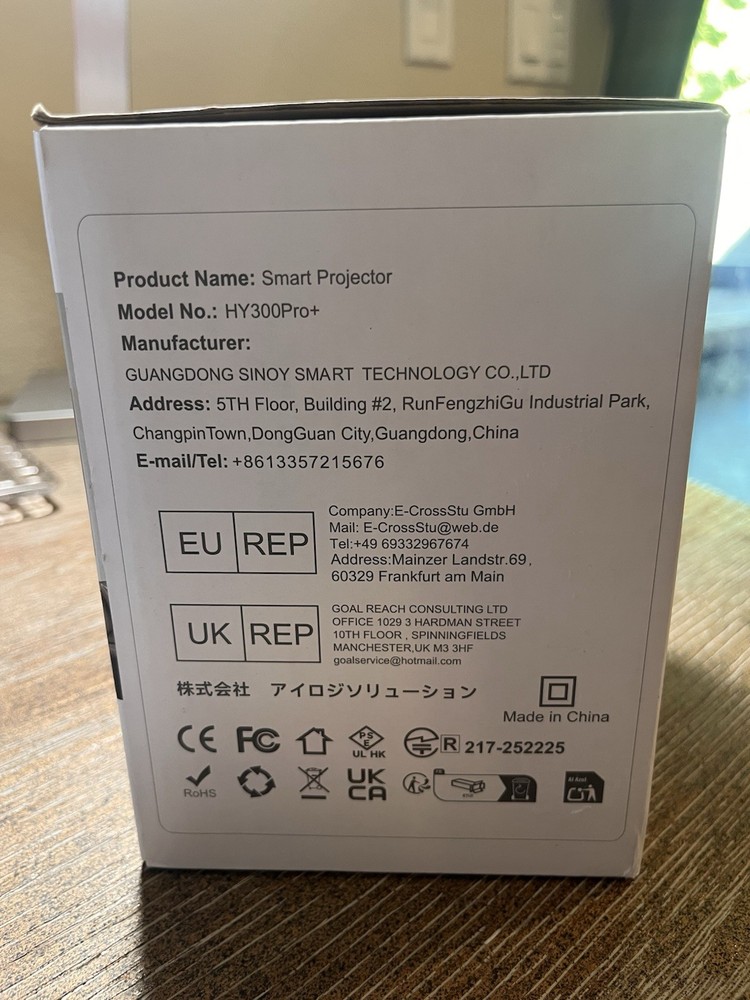 Product Name: Smart Projector
Model No.: HY300Pro+
Manufacturer:
GUANGDONG SINOY SMART TECHNOLOGY CO.,LTD
Address: 5TH Floor, Building #2, RunFengzhiGu Industrial Park,
ChangpinTown,DongGuan City,Guangdong,China
E-mail/Tel: +8613357215676
EU REP
Company:E-CrossStu GmbH
Mail: E-CrossStu@web.de
Tel:+49 69332967674
Address:Mainzer Landstr.69,
60329 Frankfurt am Main
UK REP
GOAL REACH CONSULTING LTD
OFFICE 1029 3 HARDMAN STREET
10TH FLOOR , SPINNINGFIELDS
MANCHESTER,UK M3 3HF
goalservice@hotmail.com
株式会社 アイロジソリューション
Made in China
CE FC PSE UL HK R 217-252225
RoHS UK CA